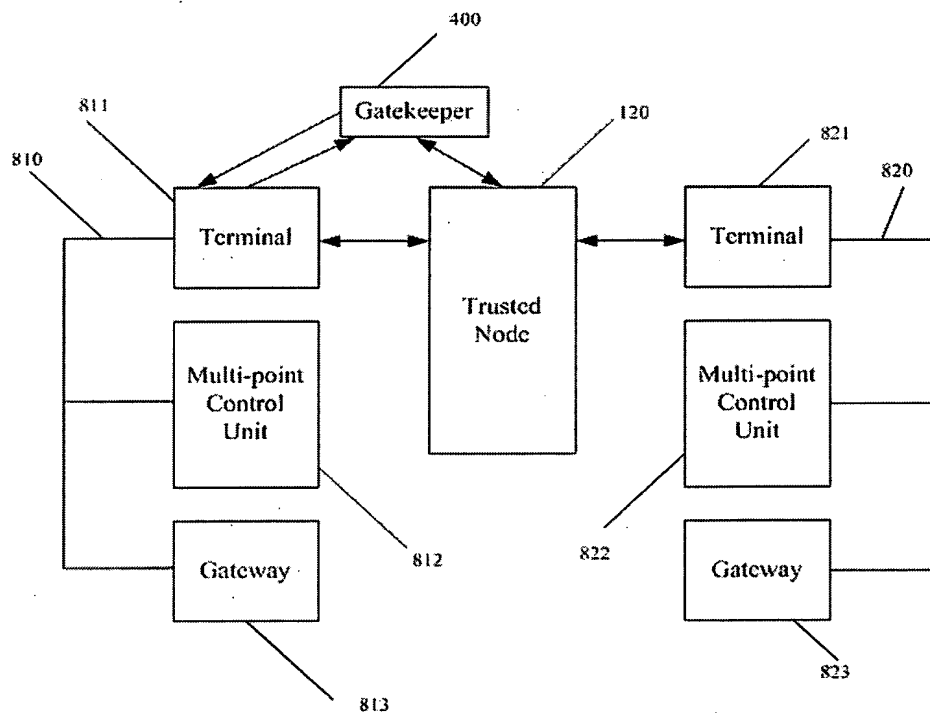 400
Gatekeeper
811
120
821
810
820
Terminal
Terminal
Trusted
Node
Multi-point
Control
Unit
Multi-point
Control
Unit
812
822
Gateway
Gateway
813
823